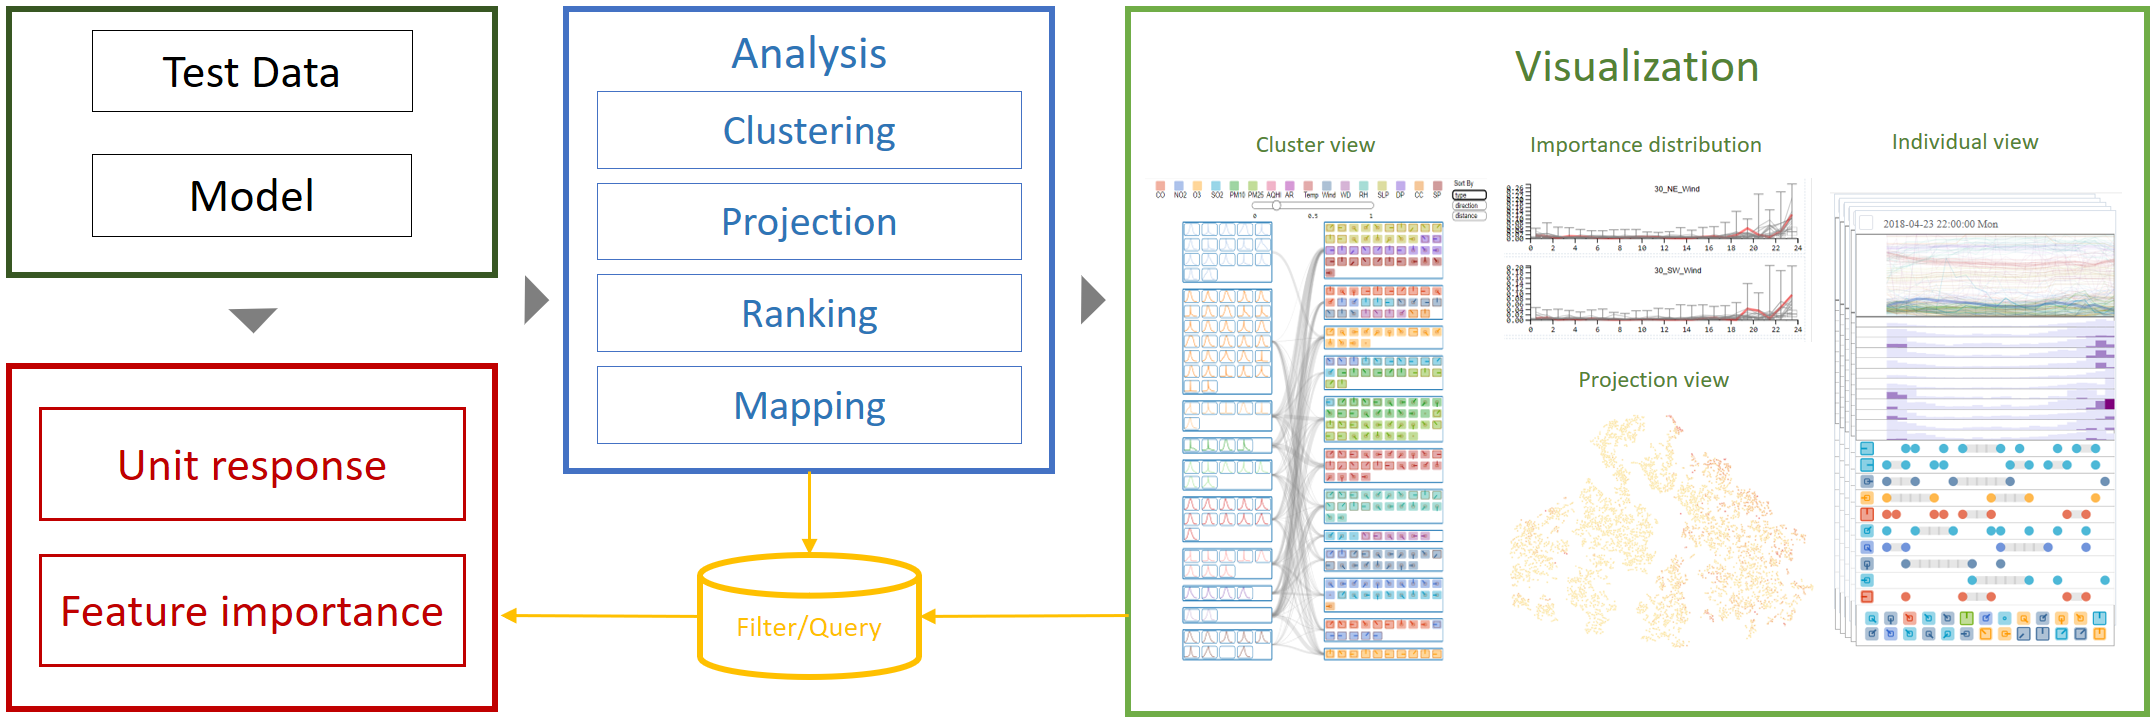 Test Data
Model
Unit response
Feature importance
Analysis
Clustering
Projection
Ranking
Mapping
Filter/Query
Visualization
Cluster view
CO NO2 O3 SO2 PM10 PM25 AQHI AR Temp Wind WD RH SLP DP CC SP
0 0.5 1
Sort By
type
direction
distance
Importance distribution
30_NE_Wind
0 2 4 6 8 10 12 14 16 18 20 22 24
30_SW_Wind
0 2 4 6 8 10 12 14 16 18 20 22 24
Projection view
Individual view
2018-04-23 22:00:00 Mon